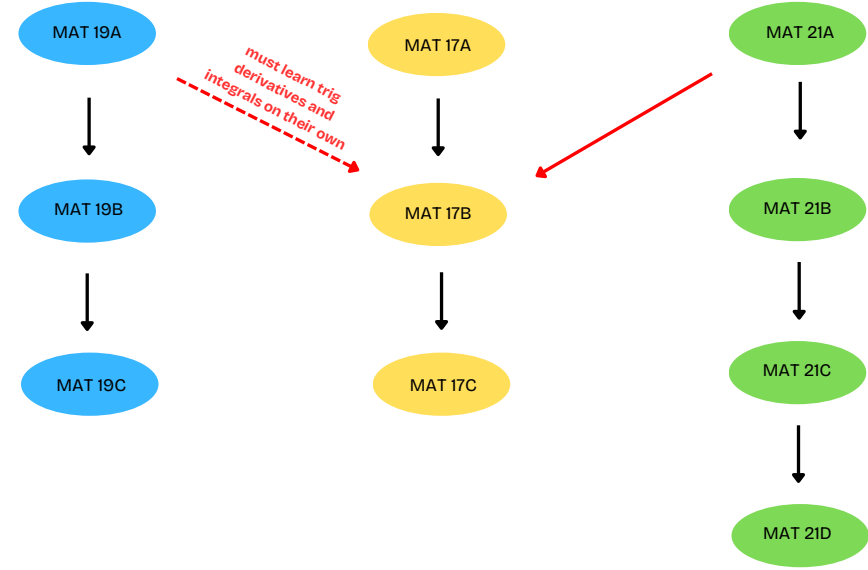 MAT 19A
MAT 17A
MAT 21A
must learn trig
derivatives and
integrals on their own
MAT 19B
MAT 17B
MAT 21B
MAT 19C
MAT 17C
MAT 21C
MAT 21D